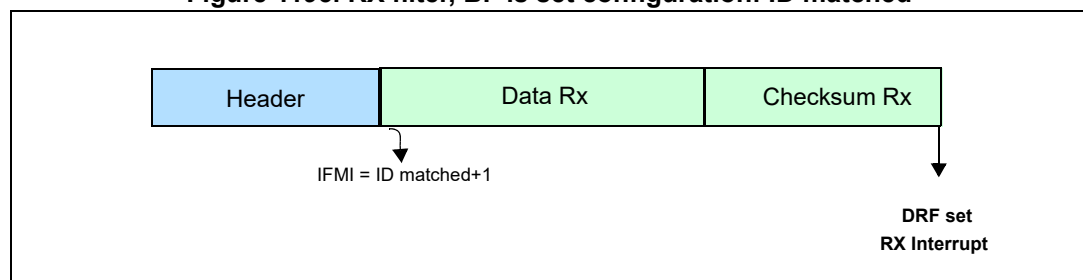 Header
Data Rx
Checksum Rx
IFMI = ID matched+1
DRF set
RX Interrupt